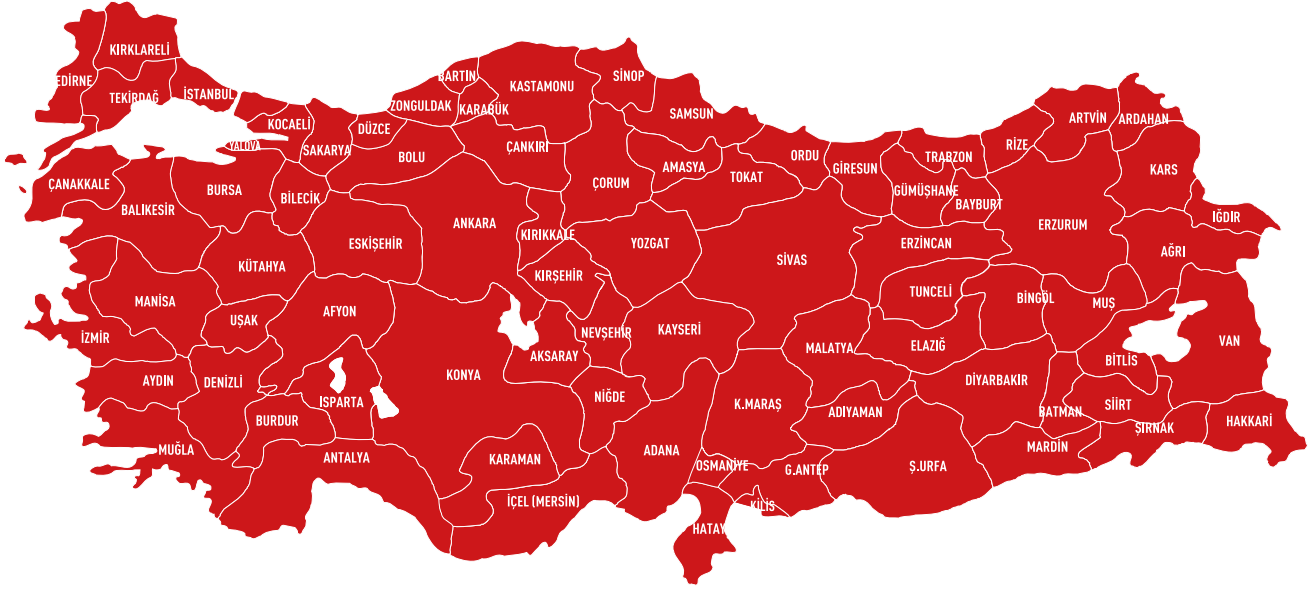 KIRKLARELİ
EDİRNE
TEKİRDAĞ
İSTANBUL
BARTIN
KASTAMONU
SİNOP
ZONGULDAK
KARABÜK
SAMSUN
KOCAELİ
DÜZCE
ARTVİN
ARDAHAN
YALOVA
SAKARYA
BOLU
ÇANKIRI
RİZE
ORDU
TRABZON
GİRESUN
AMASYA
TOKAT
KARS
ÇANAKKALE
BURSA
BİLECİK
ÇORUM
GÜMÜŞHANE
BAYBURT
BALIKESİR
ANKARA
ERZURUM
IĞDIR
KIRIKKALE
ESKİŞEHİR
YOZGAT
ERZİNCAN
AĞRI
SİVAS
KÜTAHYA
KIRŞEHİR
TUNCELİ
BİNGÖL
MUŞ
MANİSA
UŞAK
AFYON
NEVŞEHİR
KAYSERİ
İZMİR
AKSARAY
MALATYA
ELAZIĞ
VAN
BİTLİS
KONYA
AYDIN
DENİZLİ
DİYARBAKIR
ISPARTA
NİĞDE
K.MARAŞ
ADIYAMAN
BATMAN
SİİRT
BURDUR
ŞIRNAK
HAKKARİ
MUĞLA
ANTALYA
KARAMAN
ADANA
OSMANİYE
G.ANTEP
Ş.URFA
MARDİN
İÇEL (MERSİN)
KİLİS
HATAY